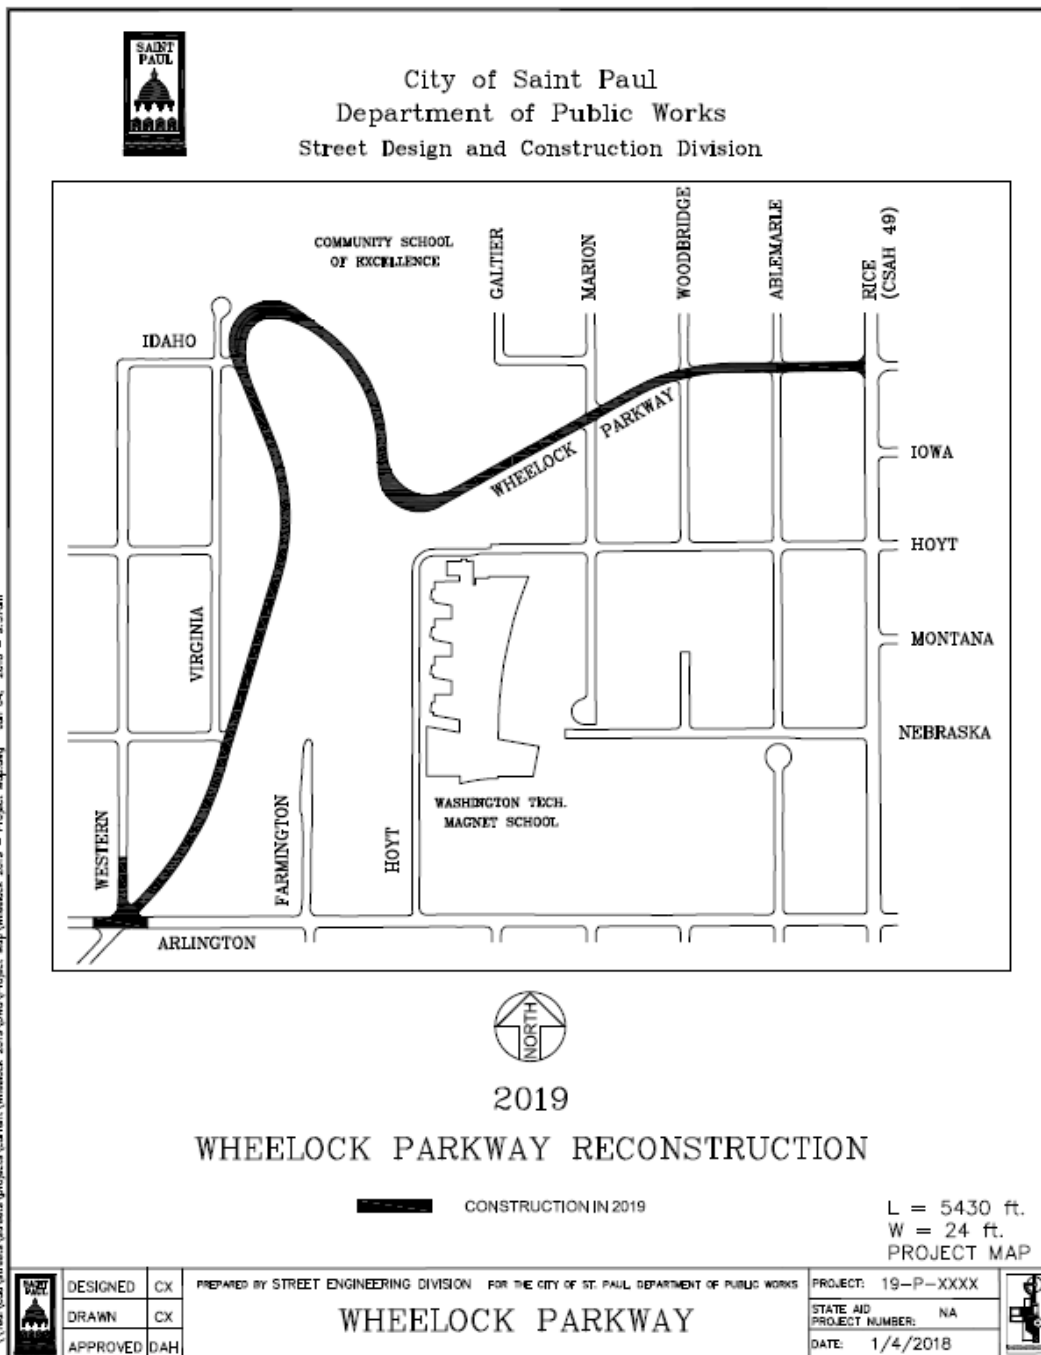 SAINT
PAUL
City of Saint Paul
Department of Public Works
Street Design and Construction Division
COMMUNITY SCHOOL
OF EXCELLENCE
GALTIER
MARION
WOODBRIDGE
ABLEMARLE
RICE
(CSAH 49)
IDAHO
WHEELOCK PARKWAY
IOWA
HOYT
VIRGINIA
MONTANA
NEBRASKA
WASHINGTON TECH.
MAGNET SCHOOL
WESTERN
FARMINGTON
HOYT
ARLINGTON
NORTH
2019
WHEELOCK PARKWAY RECONSTRUCTION
CONSTRUCTION IN 2019
L = 5430 ft.
W = 24 ft.
PROJECT MAP
SAINT
PAUL
DESIGNED CX
DRAWN CX
APPROVED DAH
PREPARED BY STREET ENGINEERING DIVISION FOR THE CITY OF ST. PAUL DEPARTMENT OF PUBLIC WORKS
WHEELOCK PARKWAY
PROJECT: 19-P-XXXX
STATE AID
PROJECT NUMBER: NA
DATE: 1/4/2018